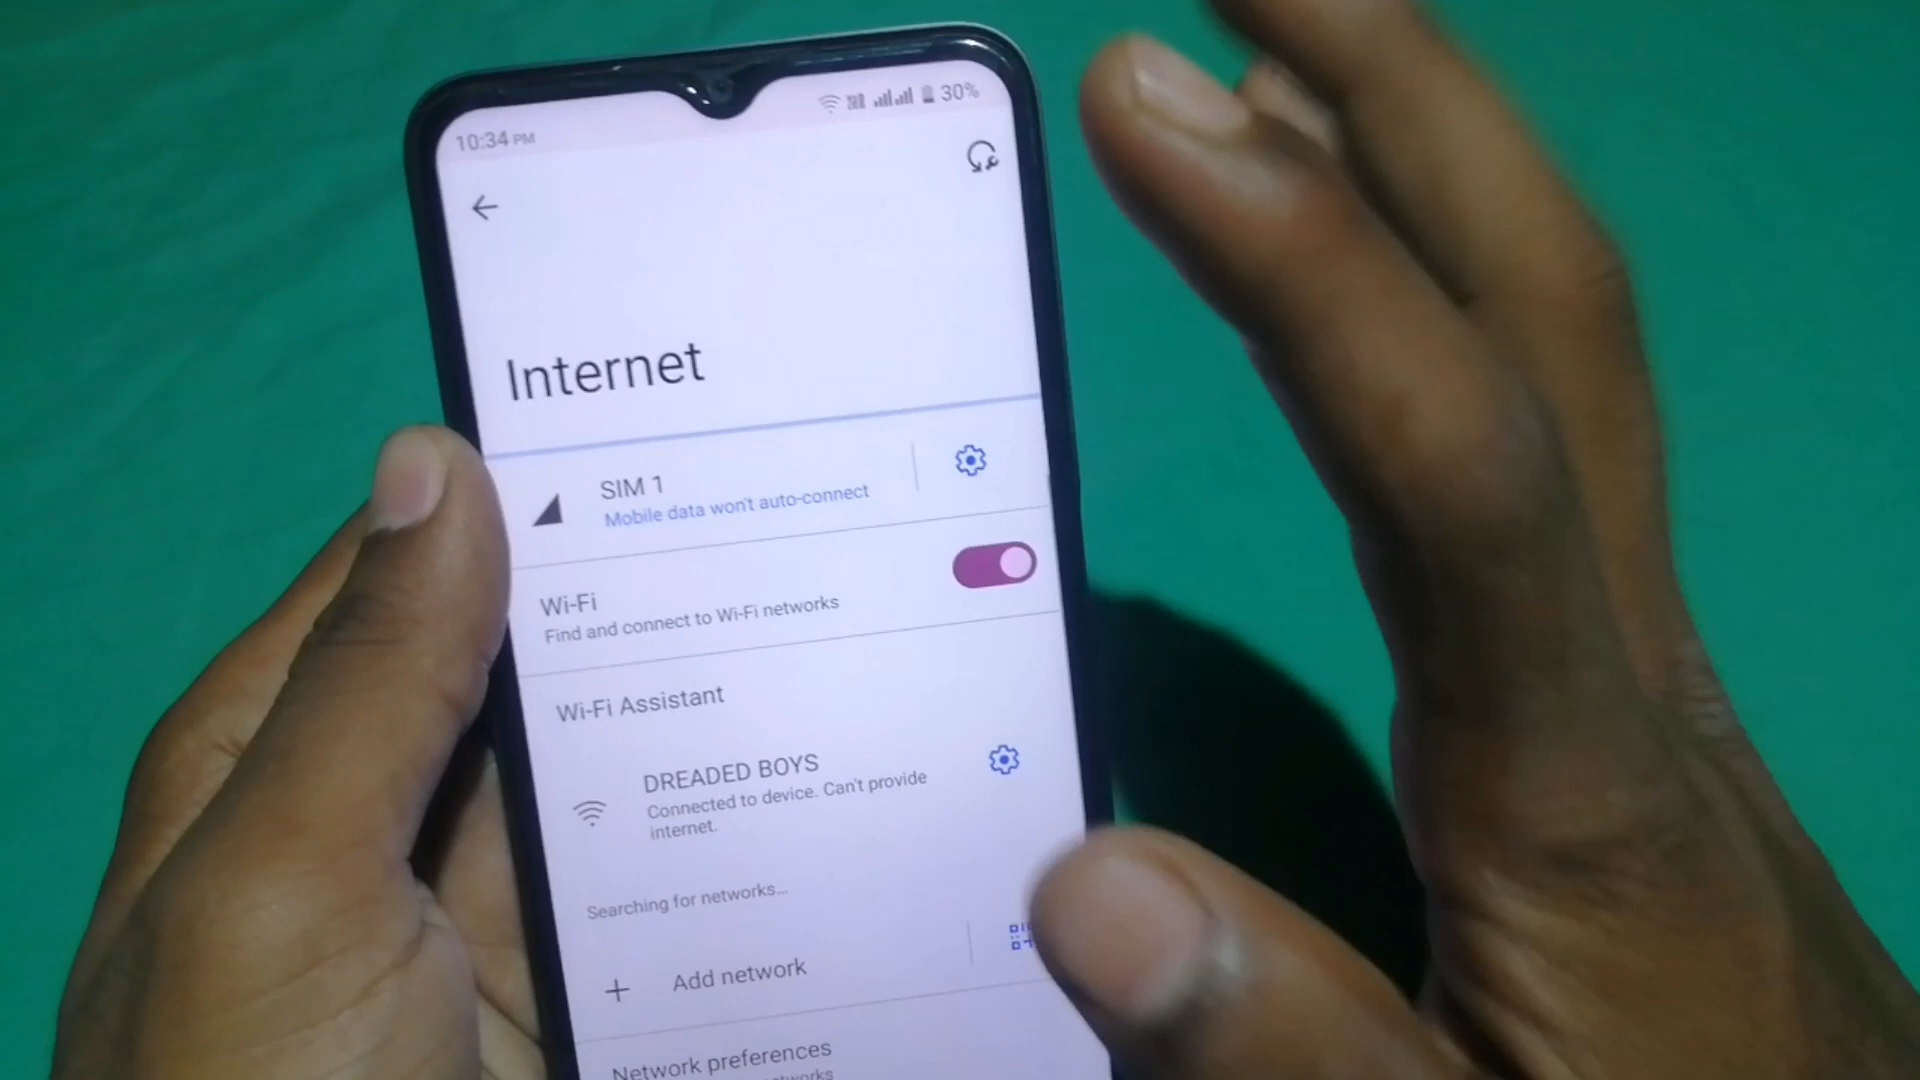 10:34 PM
30%
Internet
SIM 1
Mobile data won't auto-connect
Wi-Fi
Find and connect to Wi-Fi networks
Wi-Fi Assistant
DREADED BOYS
Connected to device. Can't provide
internet.
Searching for networks...
Add network
Network preferences